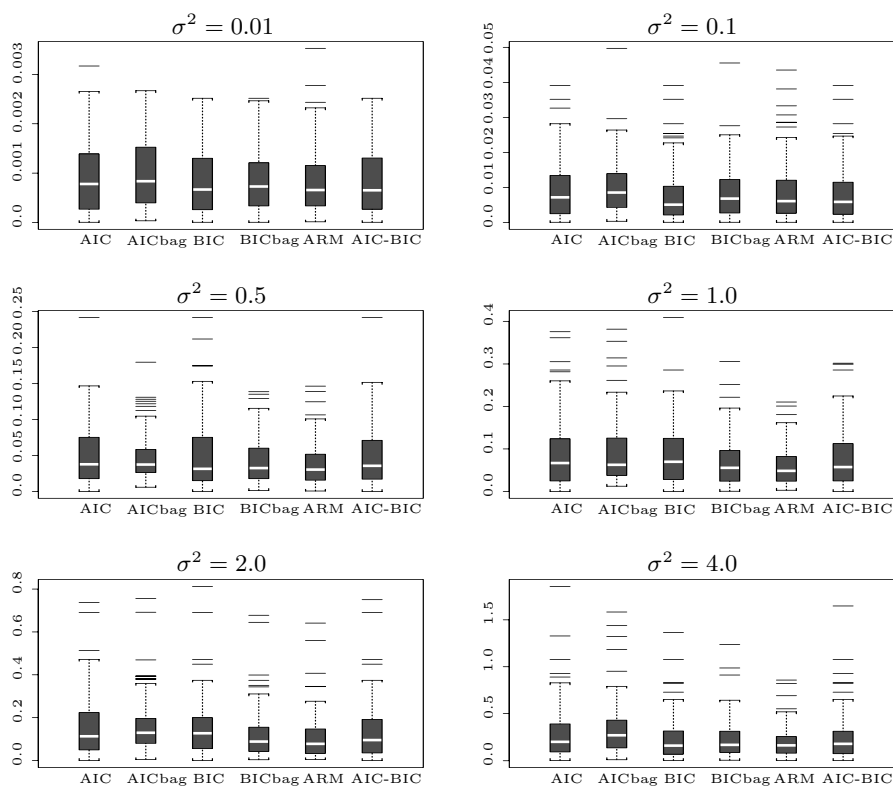 σ² = 0.01
0.003
0.002
0.001
0.0
AIC AICbag BIC BICbag ARM AIC-BIC
σ² = 0.1
0.05
0.04
0.03
0.02
0.01
0.0
AIC AICbag BIC BICbag ARM AIC-BIC
σ² = 0.5
0.25
0.20
0.15
0.10
0.05
0.0
AIC AICbag BIC BICbag ARM AIC-BIC
σ² = 1.0
0.4
0.3
0.2
0.1
0.0
AIC AICbag BIC BICbag ARM AIC-BIC
σ² = 2.0
0.8
0.6
0.4
0.2
0.0
AIC AICbag BIC BICbag ARM AIC-BIC
σ² = 4.0
1.5
1.0
0.5
0.0
AIC AICbag BIC BICbag ARM AIC-BIC